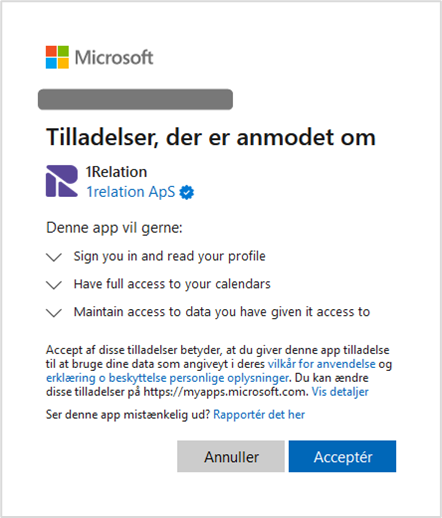 Microsoft
Tilladelser, der er anmodet om
1Relation
1relation ApS
Denne app vil gerne:
Sign you in and read your profile
Have full access to your calendars
Maintain access to data you have given it access to
Accept af disse tilladelser betyder, at du giver denne app tilladelse
til at bruge dine data som angiveyt i deres vilkår for anvendelse og
erklæring o beskyttelse personlige oplysninger. Du kan ændre
disse tilladelser på https://myapps.microsoft.com. Vis detaljer
Ser denne app mistænkelig ud? Rapportér det her
Annuller
Acceptér